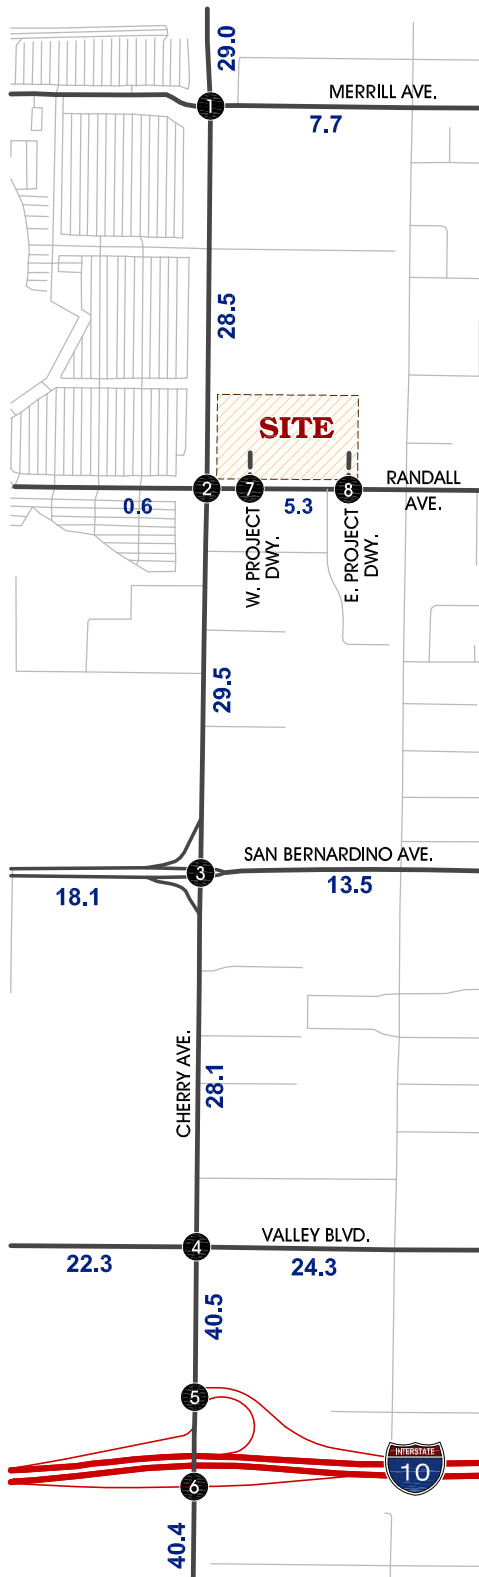 29.0
MERRILL AVE.
1
7.7
28.5
SITE
RANDALL
AVE.
2
7
8
0.6
5.3
W. PROJECT
DWY.
E. PROJECT
DWY.
29.5
SAN BERNARDINO AVE.
3
18.1
13.5
CHERRY AVE.
28.1
VALLEY BLVD.
4
22.3
24.3
40.5
5
INTERSTATE
10
6
40.4